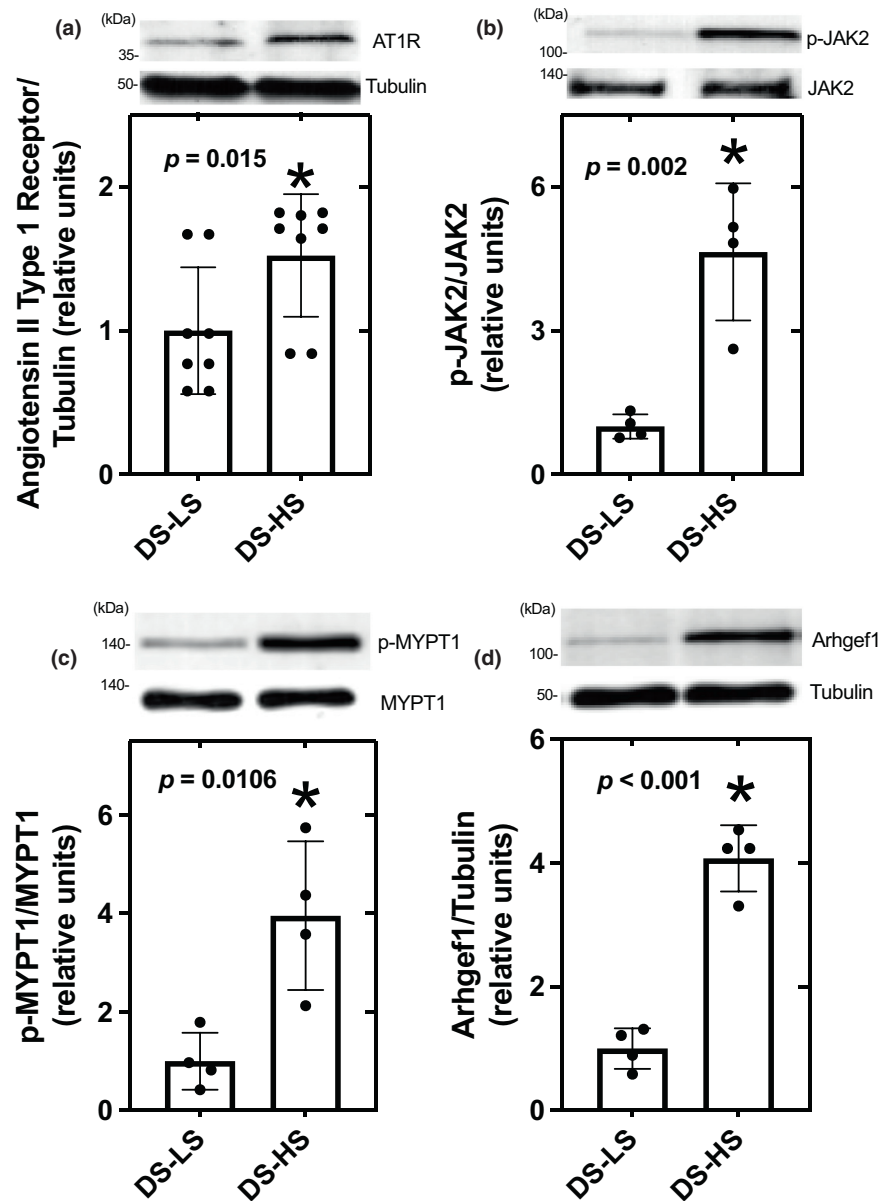 (a)
(kDa)
35-
AT1R
50-
Tubulin
Angiotensin II Type 1 Receptor/
Tubulin (relative units)
p = 0.015
*
2
1
0
DS-LS
DS-HS
(b)
(kDa)
100-
p-JAK2
140-
JAK2
p-JAK2/JAK2
(relative units)
p = 0.002
*
6
3
0
DS-LS
DS-HS
(c)
(kDa)
140-
p-MYPT1
140-
MYPT1
p-MYPT1/MYPT1
(relative units)
p = 0.0106
*
6
4
2
0
DS-LS
DS-HS
(d)
(kDa)
100-
Arhgef1
50-
Tubulin
Arhgef1/Tubulin
(relative units)
p < 0.001
*
6
4
2
0
DS-LS
DS-HS